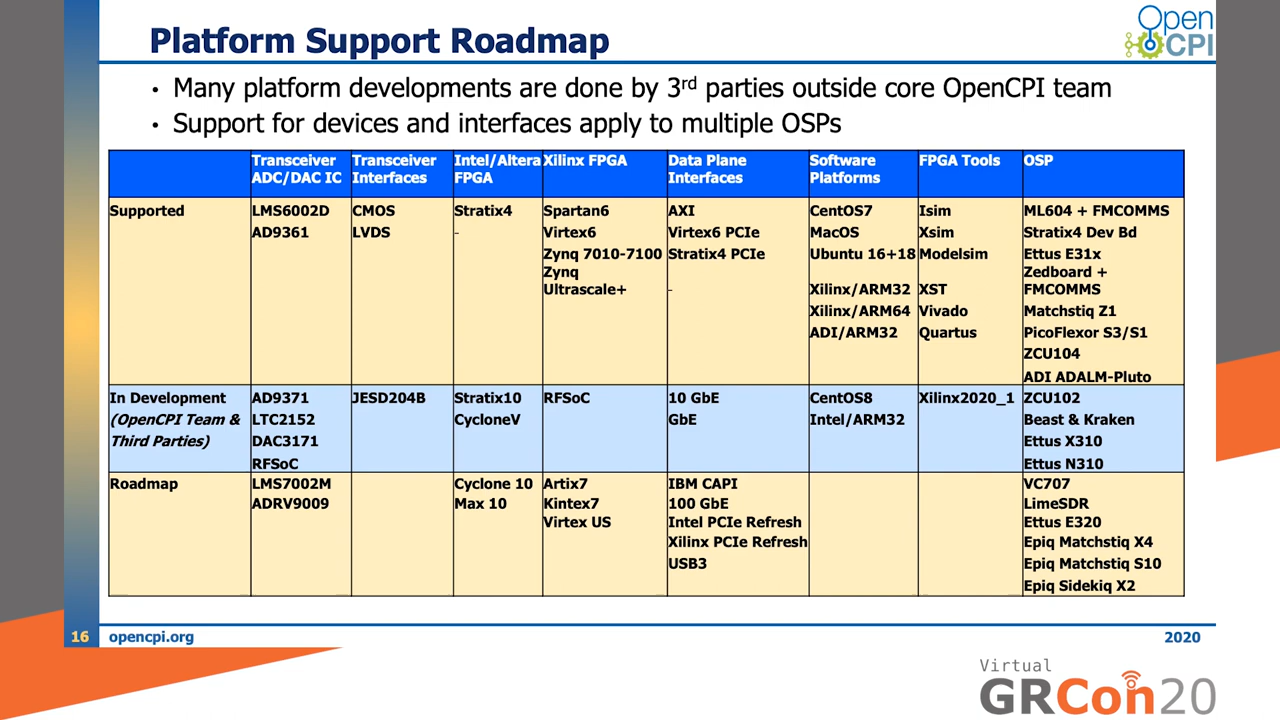 Platform Support Roadmap
Open
CPI
• Many platform developments are done by 3rd parties outside core OpenCPI team
• Support for devices and interfaces apply to multiple OSPs
Transceiver ADC/DAC IC
Transceiver Interfaces
Intel/Altera FPGA
Xilinx FPGA
Data Plane Interfaces
Software Platforms
FPGA Tools
OSP
Supported
LMS6002D
AD9361
CMOS
LVDS
Stratix4
-
Spartan6
Virtex6
Zynq 7010-7100
Zynq
Ultrascale+
AXI
Virtex6 PCIe
Stratix4 PCIe
-
CentOS7
MacOS
Ubuntu 16+18
Xilinx/ARM32
Xilinx/ARM64
ADI/ARM32
Isim
Xsim
Modelsim
XST
Vivado
Quartus
ML604 + FMCOMMS
Stratix4 Dev Bd
Ettus E31x
Zedboard +
FMCOMMS
Matchstiq Z1
PicoFlexor S3/S1
ZCU104
ADI ADALM-Pluto
In Development
(OpenCPI Team &
Third Parties)
AD9371
LTC2152
DAC3171
RFSoC
JESD204B
Stratix10
CycloneV
RFSoC
10 GbE
GbE
CentOS8
Intel/ARM32
Xilinx2020_1
ZCU102
Beast & Kraken
Ettus X310
Ettus N310
Roadmap
LMS7002M
ADRV9009
Cyclone 10
Max 10
Artix7
Kintex7
Virtex US
IBM CAPI
100 GbE
Intel PCIe Refresh
Xilinx PCIe Refresh
USB3
VC707
LimeSDR
Ettus E320
Epiq Matchstiq X4
Epiq Matchstiq S10
Epiq Sidekiq X2
16
opencpi.org
2020
Virtual
GRCon20